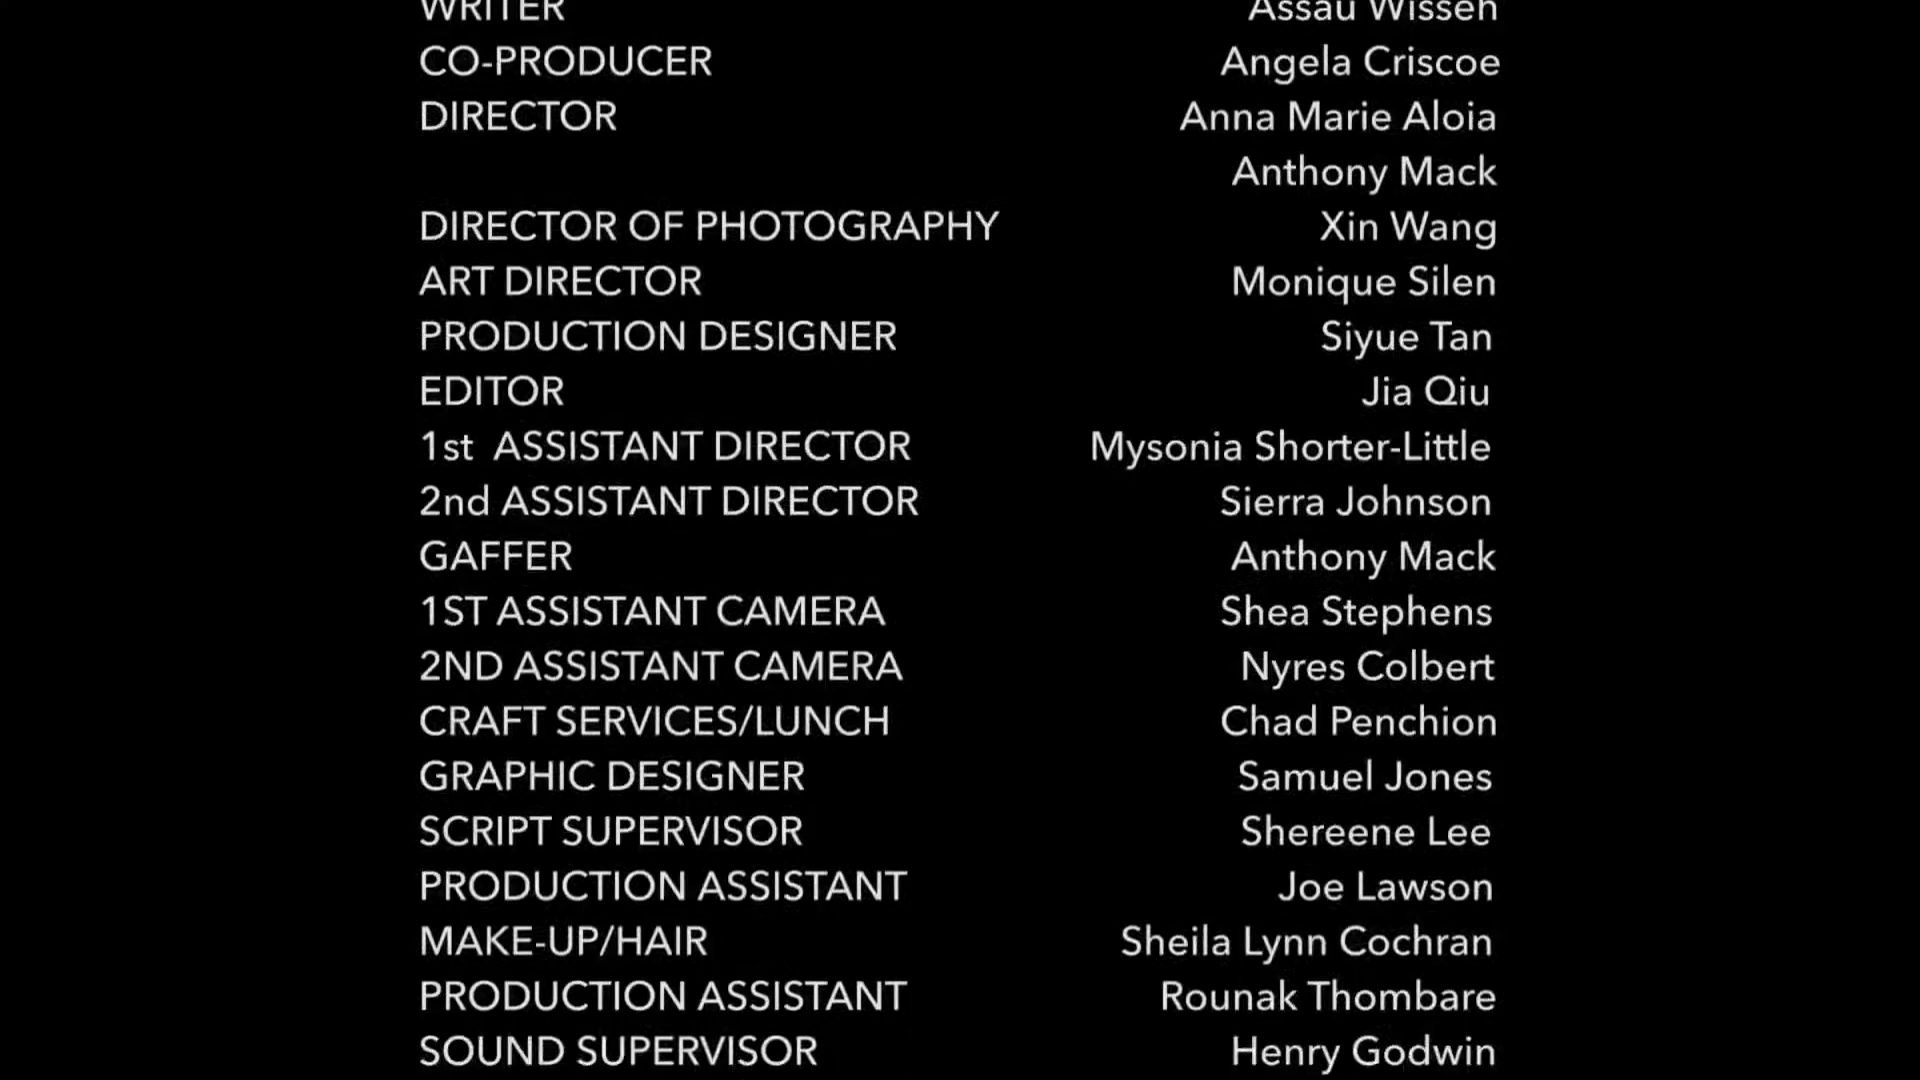 WRITER Assau Wisseh
CO-PRODUCER Angela Criscoe
DIRECTOR Anna Marie Aloia
Anthony Mack
DIRECTOR OF PHOTOGRAPHY Xin Wang
ART DIRECTOR Monique Silen
PRODUCTION DESIGNER Siyue Tan
EDITOR Jia Qiu
1st ASSISTANT DIRECTOR Mysonia Shorter-Little
2nd ASSISTANT DIRECTOR Sierra Johnson
GAFFER Anthony Mack
1ST ASSISTANT CAMERA Shea Stephens
2ND ASSISTANT CAMERA Nyres Colbert
CRAFT SERVICES/LUNCH Chad Penchion
GRAPHIC DESIGNER Samuel Jones
SCRIPT SUPERVISOR Shereene Lee
PRODUCTION ASSISTANT Joe Lawson
MAKE-UP/HAIR Sheila Lynn Cochran
PRODUCTION ASSISTANT Rounak Thombare
SOUND SUPERVISOR Henry Godwin